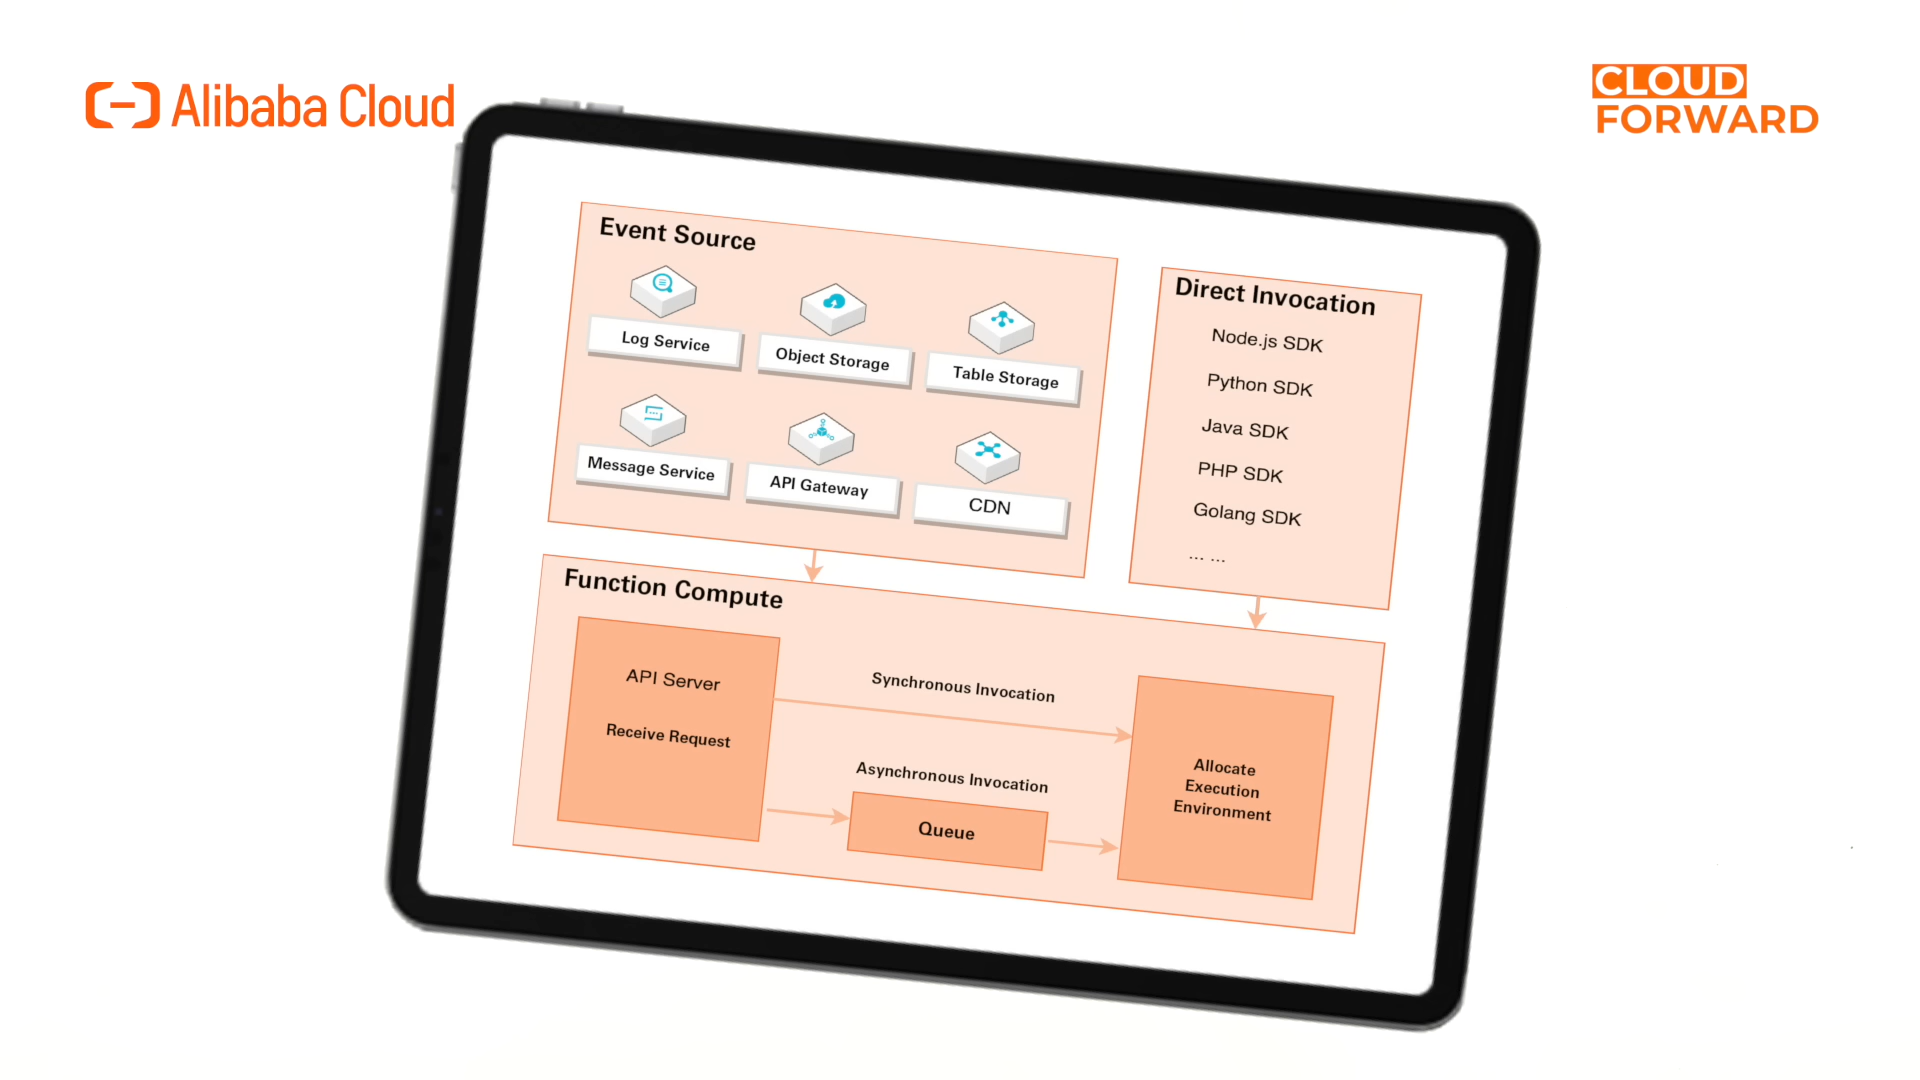 Alibaba Cloud
CLOUD
FORWARD
Event Source
Log Service
Object Storage
Table Storage
Message Service
API Gateway
CDN
Direct Invocation
Node.js SDK
Python SDK
Java SDK
PHP SDK
Golang SDK
... ...
Function Compute
API Server
Receive Request
Synchronous Invocation
Asynchronous Invocation
Queue
Allocate
Execution
Environment